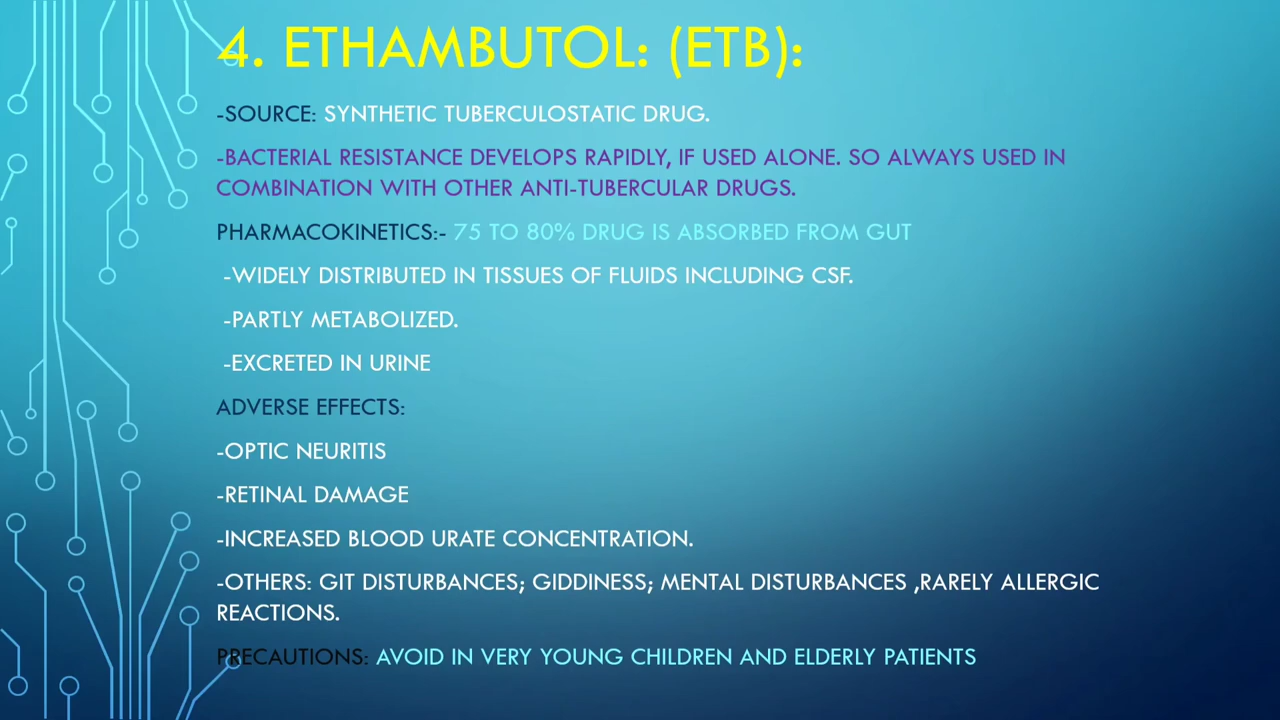 4. ETHAMBUTOL: (ETB):
-SOURCE: SYNTHETIC TUBERCULOSTATIC DRUG.
-BACTERIAL RESISTANCE DEVELOPS RAPIDLY, IF USED ALONE. SO ALWAYS USED IN
COMBINATION WITH OTHER ANTI-TUBERCULAR DRUGS.
PHARMACOKINETICS:- 75 TO 80% DRUG IS ABSORBED FROM GUT
-WIDELY DISTRIBUTED IN TISSUES OF FLUIDS INCLUDING CSF.
-PARTLY METABOLIZED.
-EXCRETED IN URINE
ADVERSE EFFECTS:
-OPTIC NEURITIS
-RETINAL DAMAGE
-INCREASED BLOOD URATE CONCENTRATION.
-OTHERS: GIT DISTURBANCES; GIDDINESS; MENTAL DISTURBANCES ,RARELY ALLERGIC
REACTIONS.
PRECAUTIONS: AVOID IN VERY YOUNG CHILDREN AND ELDERLY PATIENTS